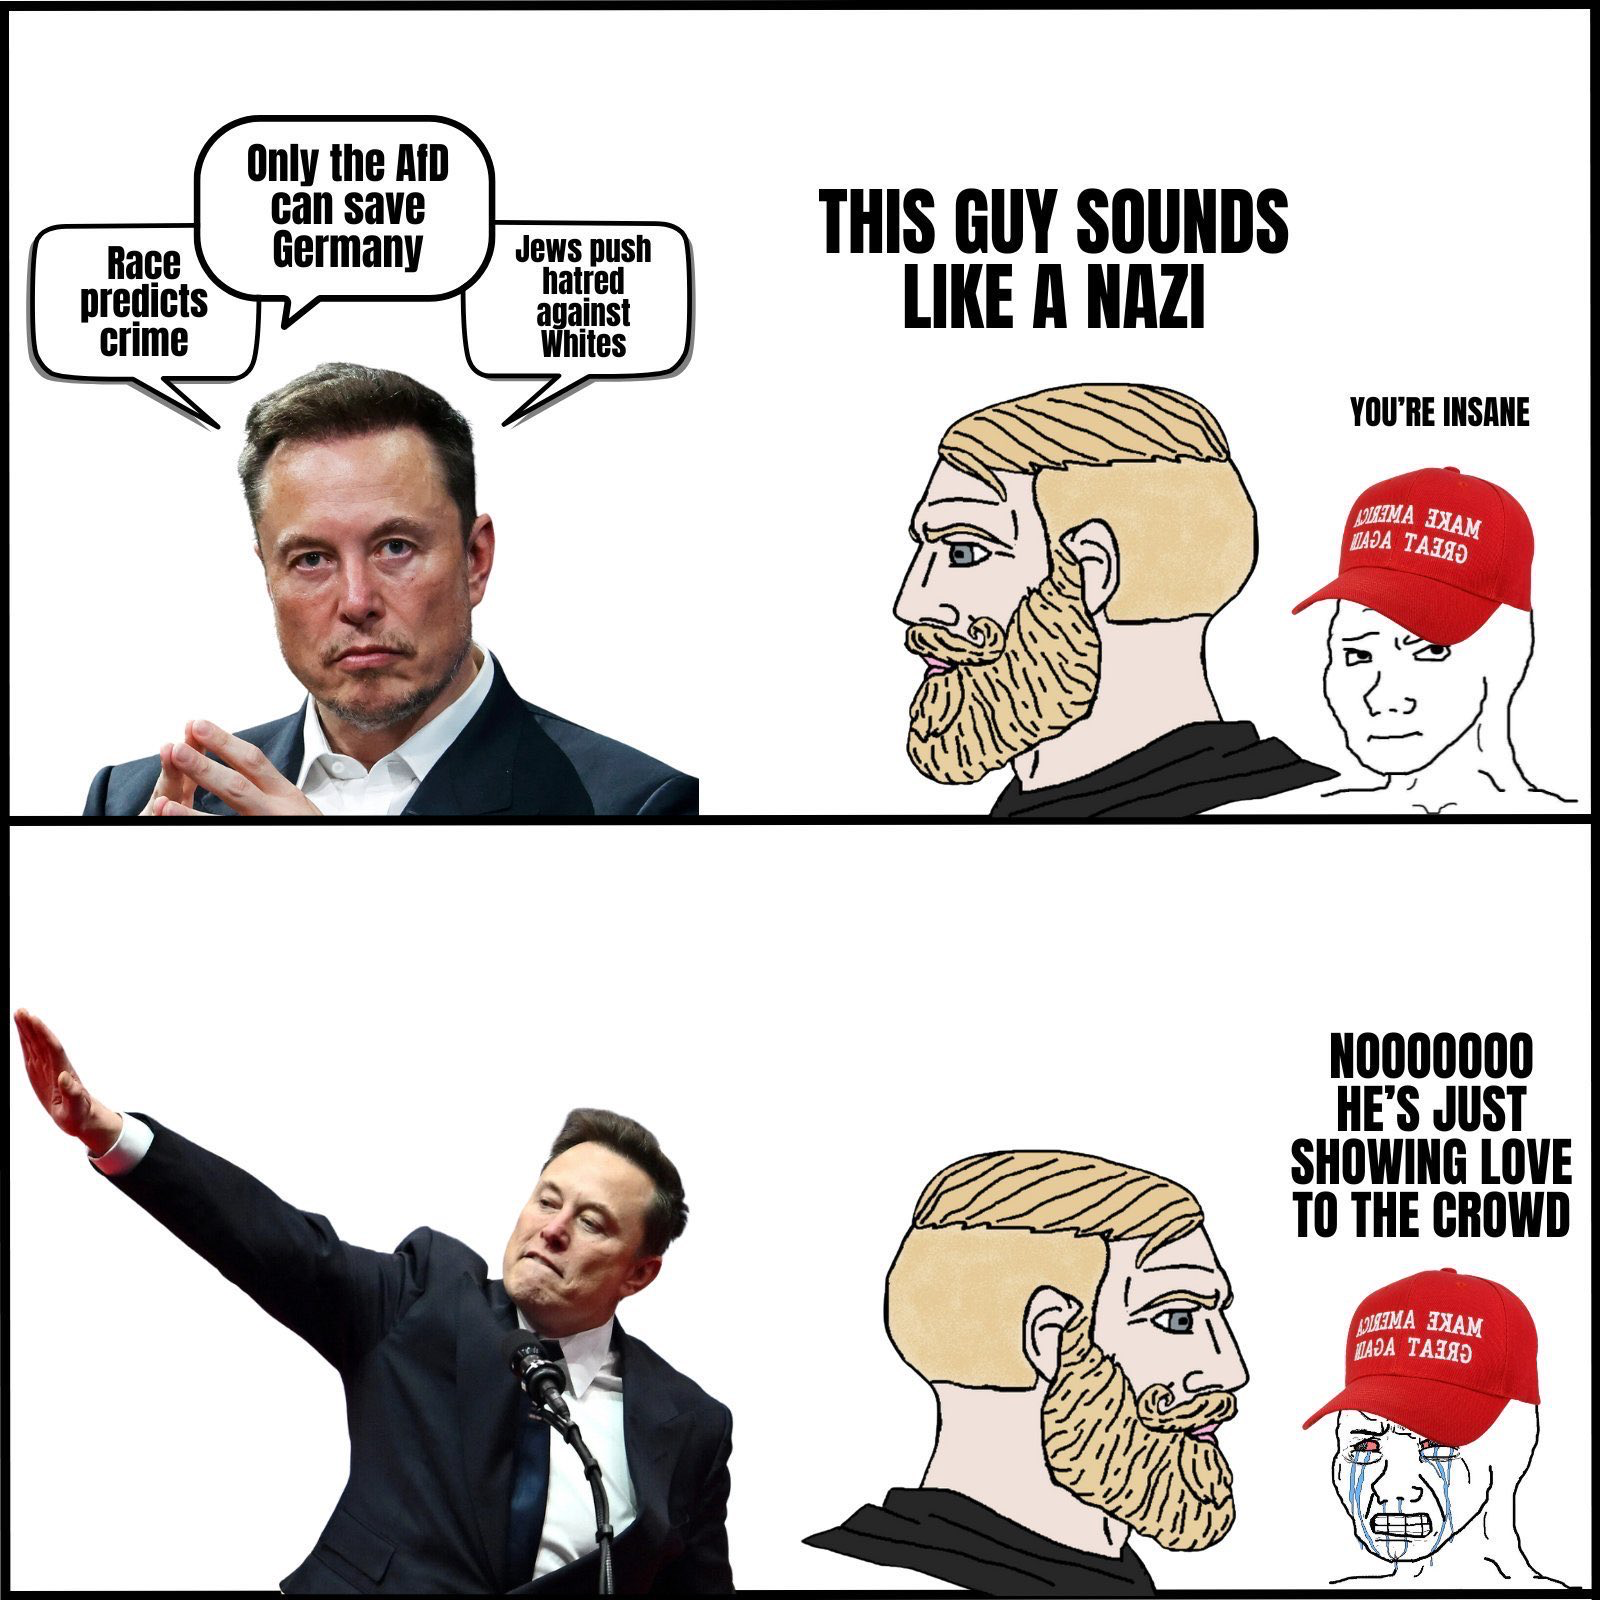 Only the AfD
can save
Germany
Race
predicts
crime
Jews push
hatred
against
Whites
THIS GUY SOUNDS
LIKE A NAZI
YOU'RE INSANE
MAKE AMERICA
GREAT AGAIN
NOOOOOOO
HE'S JUST
SHOWING LOVE
TO THE CROWD
MAKE AMERICA
GREAT AGAIN